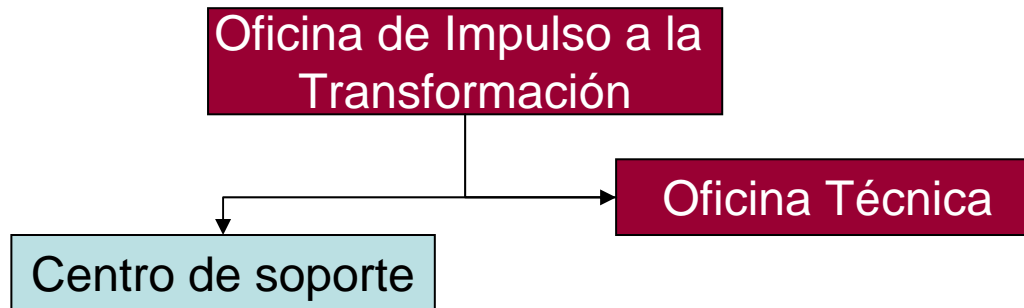 Oficina de Impulso a la
Transformación
Oficina Técnica
Centro de soporte